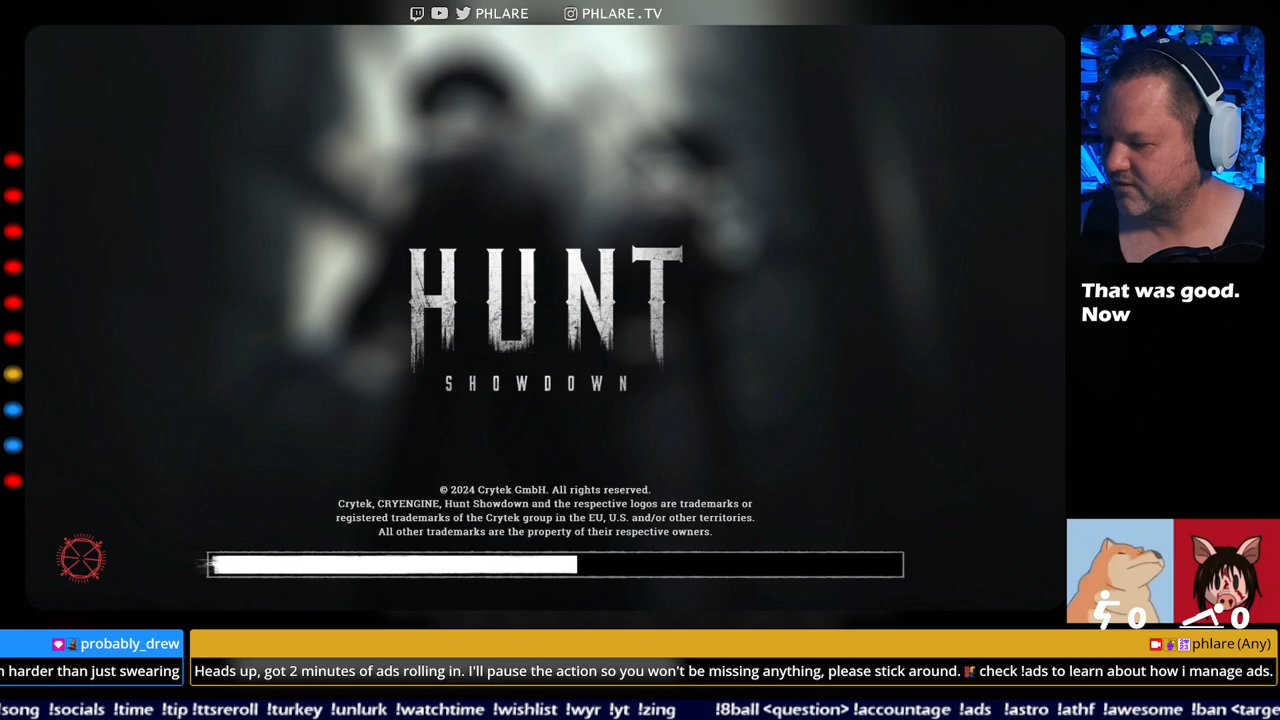 PHLARE PHLARE.TV
HUNT
SHOWDOWN
That was good.
Now
© 2024 Crytek GmbH. All rights reserved.
Crytek, CRYENGINE, Hunt Showdown and the respective logos are trademarks or
registered trademarks of the Crytek group in the EU, U.S. and/or other territories.
All other trademarks are the property of their respective owners.
0 0
probably_drew phlare (Any)
harder than just swearing Heads up, got 2 minutes of ads rolling in. I'll pause the action so you won't be missing anything, please stick around. check !ads to learn about how i manage ads.
!song !socials !time !tip !ttsreroll !turkey !unlurk !watchtime !wishlist !wyr !yt !zing !8ball <question> !accountage !ads !astro !athf !awesome !ban <targe